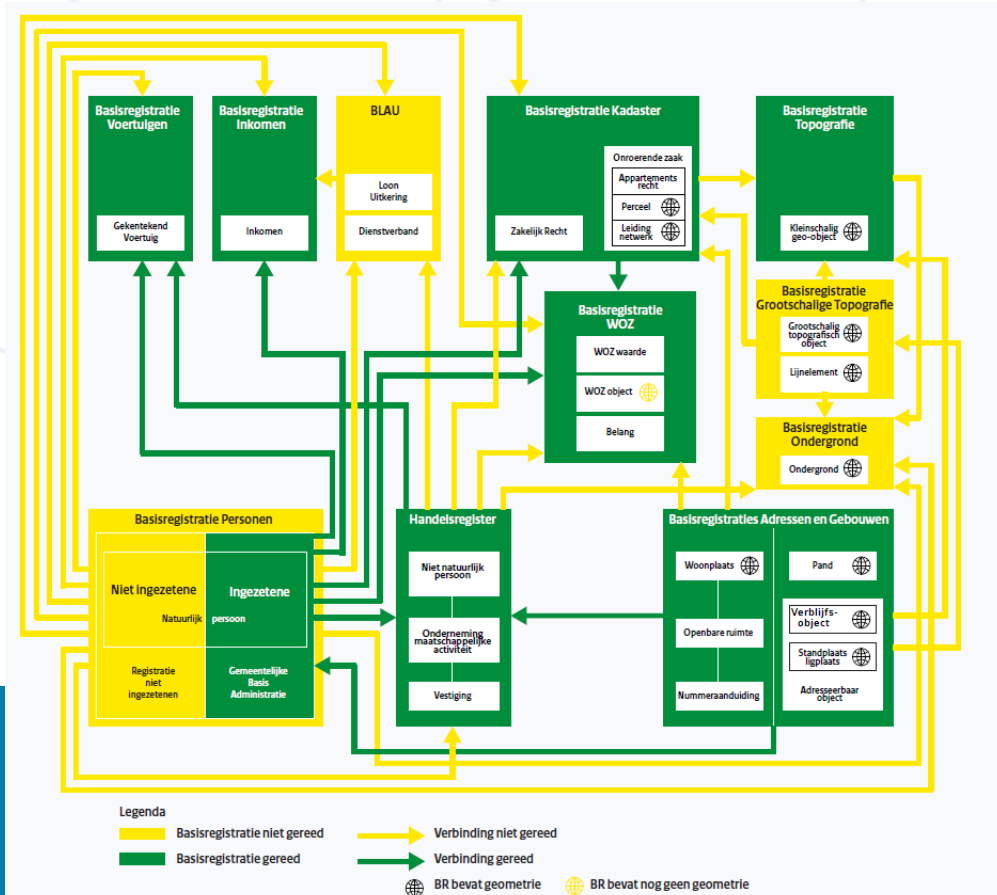 Basisregistratie
Voertuigen
Gekentekend
Voertuig
Basisregistratie
Inkomen
Inkomen
BLAU
Loon
Uitkering
Dienstverband
Basisregistratie Kadaster
Onroerende zaak
Appartements
recht
Perceel
Leiding
netwerk
Zakelijk Recht
Basisregistratie
Topografie
Kleinschalig
geo-object
Basisregistratie
Grootschalige Topografie
Grootschalig
topografisch
object
Lijnelement
Basisregistratie
WOZ
WOZ waarde
WOZ object
Belang
Basisregistratie
Ondergrond
Ondergrond
Basisregistratie Personen
Niet ingezetene
Ingezetene
Natuurlijk persoon
Registratie
niet
ingezetenen
Gemeentelijke
Basis
Administratie
Handelsregister
Niet natuurlijk
persoon
Onderneming
maatschappelijke
activiteit
Vestiging
Basisregistraties Adressen en Gebouwen
Woonplaats
Openbare ruimte
Nummeraanduiding
Pand
Verblijfs-
object
Standplaats
ligplaats
Adresseerbaar
object
Legenda
Basisregistratie niet gereed
Verbinding niet gereed
Basisregistratie gereed
Verbinding gereed
BR bevat geometrie
BR bevat nog geen geometrie